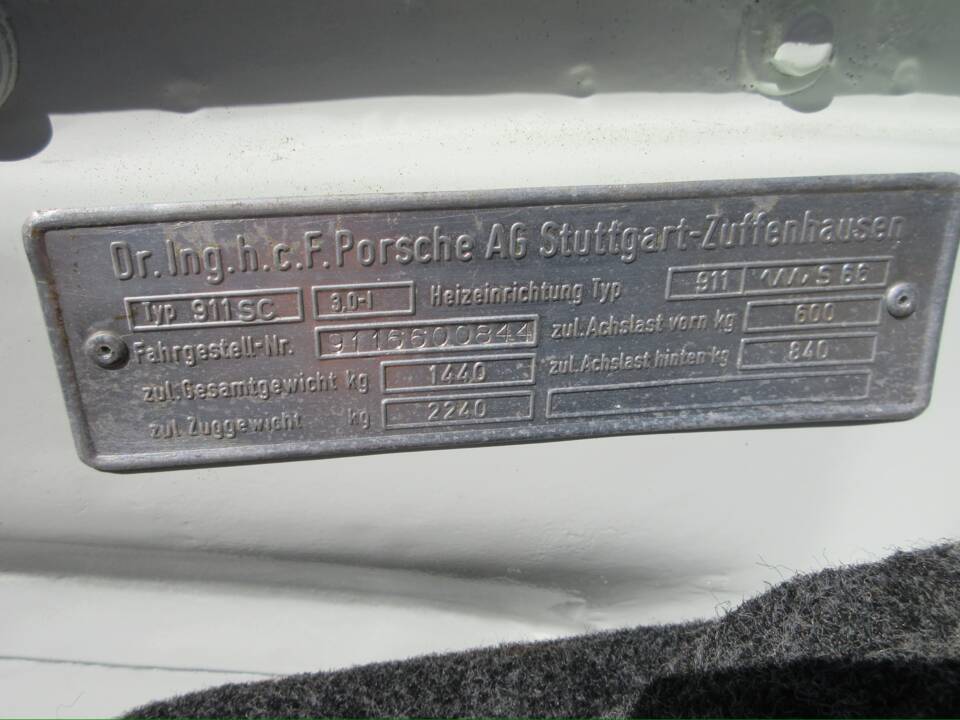 Dr. Ing. h. c. F. Porsche AG Stuttgart-Zuffenhausen
Typ 911SC 3,0-l Heizeinrichtung Typ 911 S 66
Fahrgestell-Nr. 9116600844 zul. Achslast vorn kg 600
zul. Gesamtgewicht kg 1440 zul. Achslast hinten kg 840
zul. Zuggewicht kg 2240